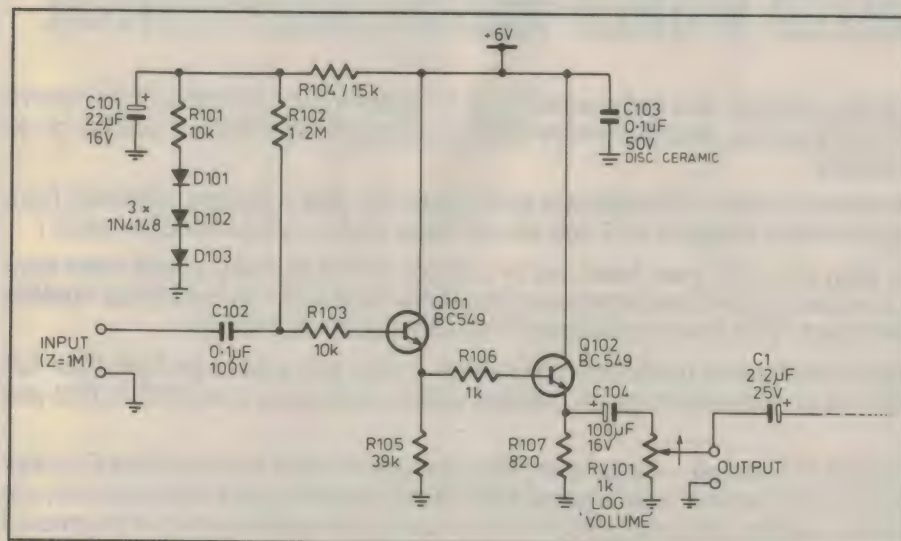 +6V
C101
22µF
16V
R101
10k
R104 / 15k
R102
1·2M
C103
0·1µF
50V
DISC CERAMIC
D101
3 x
1N4148
D102
D103
Q101
BC549
C102
0·1µF
100V
R103
10k
INPUT
(Z=1M)
Q102
BC549
R106
1k
C1
2·2µF
25V
C104
100µF
16V
R105
39k
R107
820
RV101
1k
LOG
'VOLUME'
OUTPUT